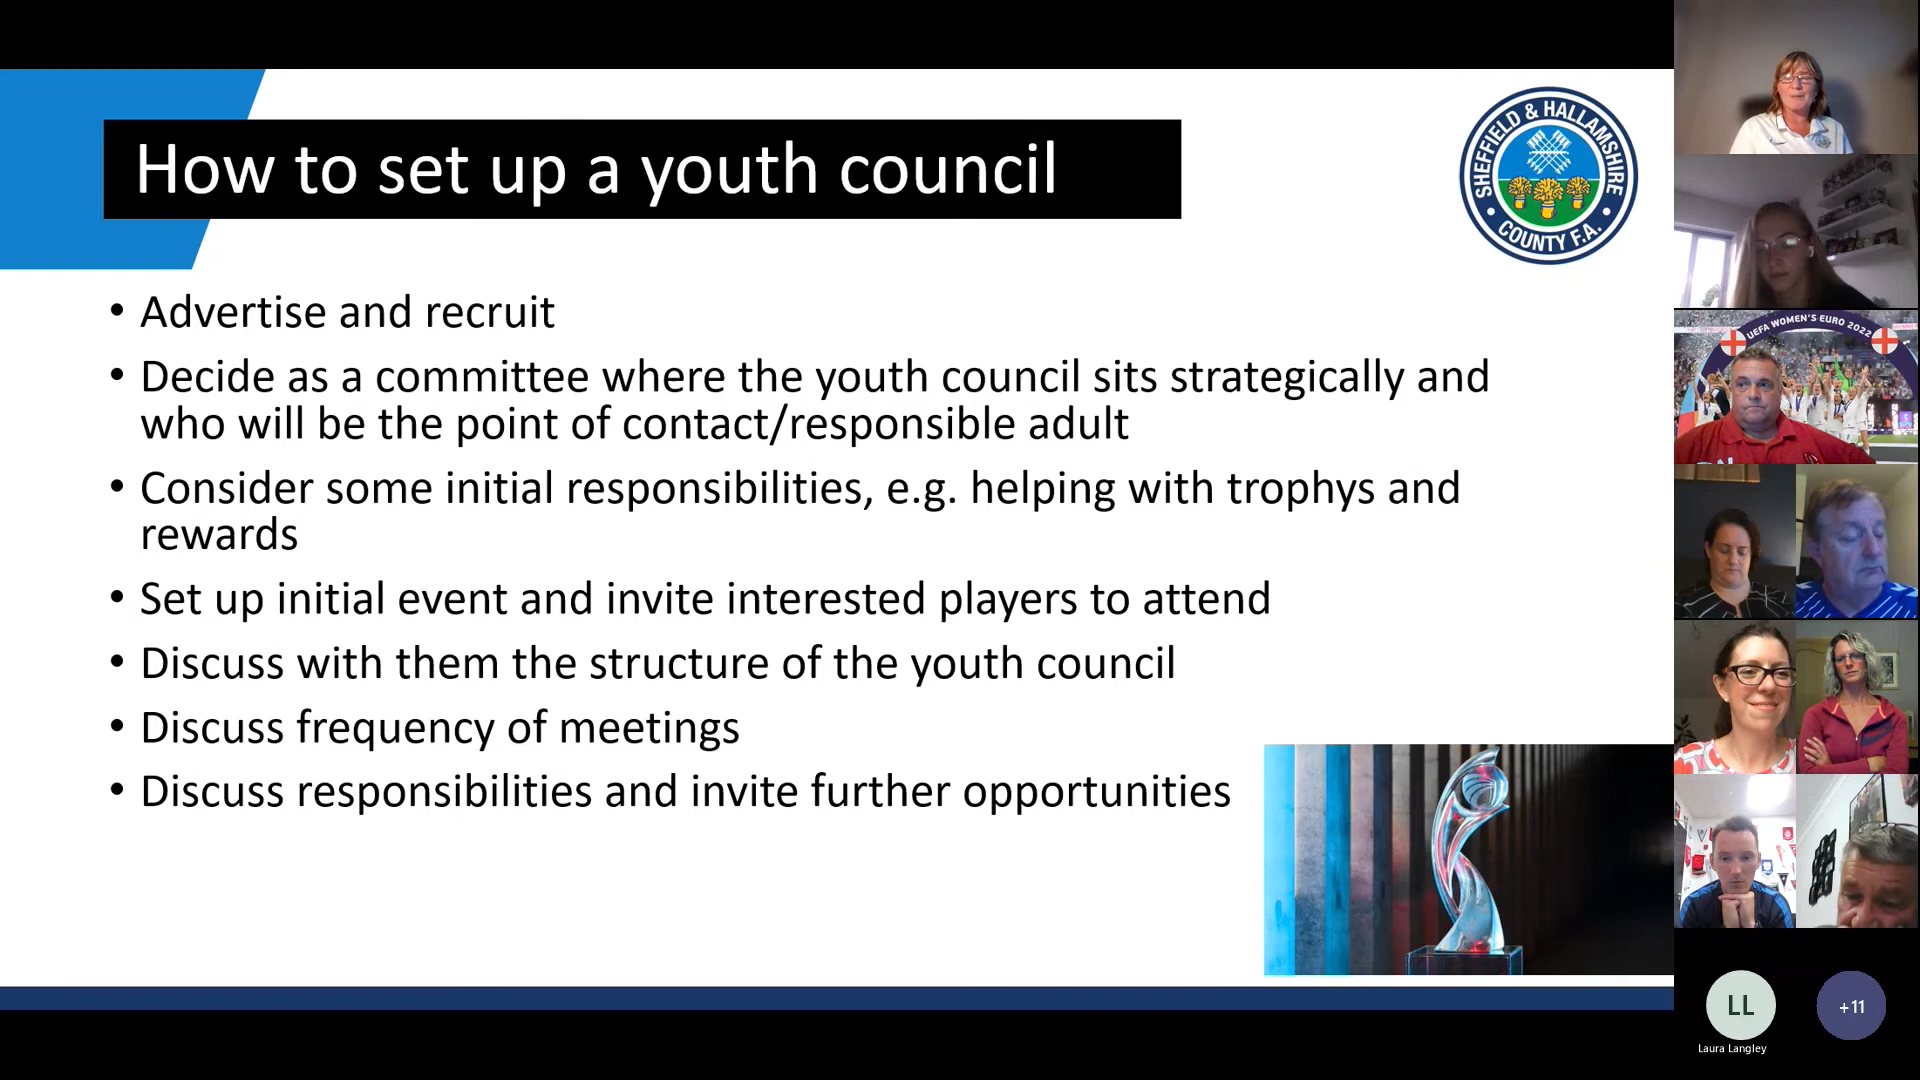 How to set up a youth council
SHEFFIELD & HALLAMSHIRE
COUNTY F.A.
• Advertise and recruit
• Decide as a committee where the youth council sits strategically and
who will be the point of contact/responsible adult
• Consider some initial responsibilities, e.g. helping with trophys and
rewards
• Set up initial event and invite interested players to attend
• Discuss with them the structure of the youth council
• Discuss frequency of meetings
• Discuss responsibilities and invite further opportunities
UEFA WOMEN'S EURO 2022
LL
+11
Laura Langley